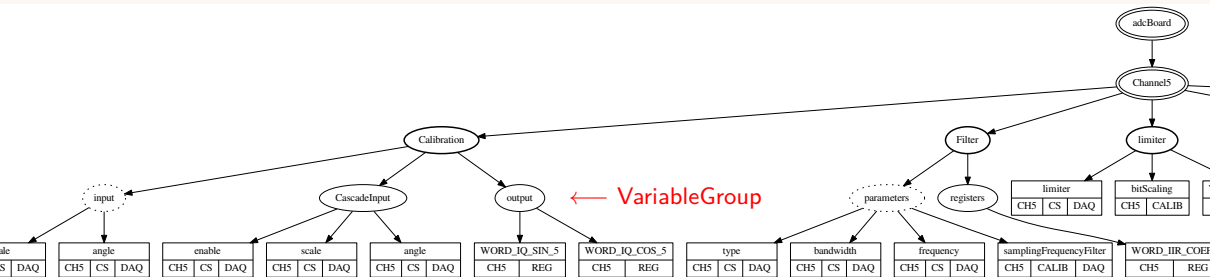 adcBoard
Channel5
Calibration
Filter
limiter
input
CascadeInput
output
← VariableGroup
parameters
registers
limiter
CH5 CS DAQ
bitScaling
CH5 CALIB
angle
CH5 CS DAQ
enable
CH5 CS DAQ
scale
CH5 CS DAQ
angle
CH5 CS DAQ
WORD_IQ_SIN_5
CH5 REG
WORD_IQ_COS_5
CH5 REG
type
CH5 CS DAQ
bandwidth
CH5 CS DAQ
frequency
CH5 CS DAQ
samplingFrequencyFilter
CH5 CALIB DAQ
WORD_IIR_COEF
CH5 REG
DAQ